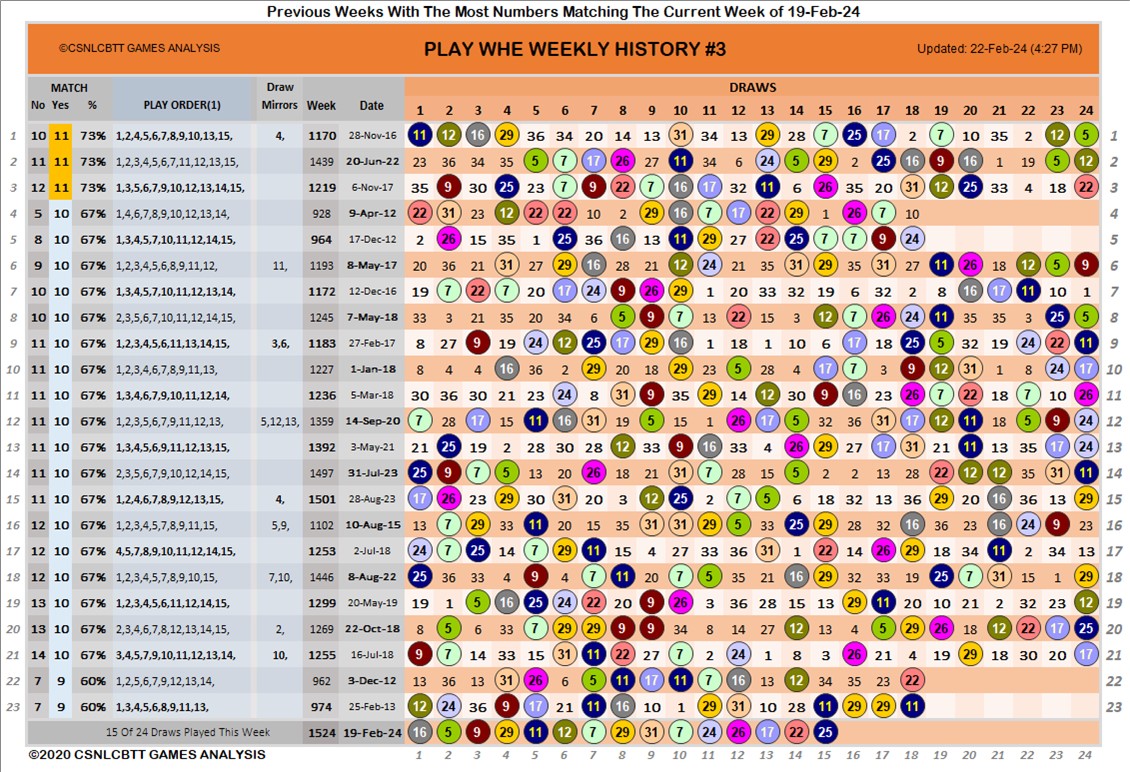 Previous Weeks With The Most Numbers Matching The Current Week of 19-Feb-24
©CSNLCBTT GAMES ANALYSIS PLAY WHE WEEKLY HISTORY #3 Updated: 22-Feb-24 (4:27 PM)
MATCH Draw DRAWS
No Yes % PLAY ORDER(1) Mirrors Week Date 1 2 3 4 5 6 7 8 9 10 11 12 13 14 15 16 17 18 19 20 21 22 23 24
1 10 11 73% 1,2,4,5,6,7,8,9,10,13,15, 4, 1170 28-Nov-16 11 12 16 29 36 34 20 14 13 31 34 13 29 28 7 25 17 2 7 10 35 2 12 5 1
2 11 11 73% 1,2,3,4,5,6,7,11,12,13,15, 1439 20-Jun-22 23 36 34 35 5 7 17 26 27 11 34 6 24 5 29 2 25 16 9 16 1 19 5 12 2
3 12 11 73% 1,3,5,6,7,9,10,12,13,14,15, 1219 6-Nov-17 35 9 30 25 23 7 9 22 7 16 17 32 11 6 26 35 20 31 12 25 33 4 18 22 3
4 5 10 67% 1,4,6,7,8,9,10,12,13,14, 928 9-Apr-12 22 31 23 12 22 22 10 2 29 16 7 17 22 29 1 26 7 10 4
5 8 10 67% 1,3,4,5,7,10,11,12,14,15, 964 17-Dec-12 2 26 15 35 1 25 36 16 13 11 29 27 22 25 7 7 9 24 5
6 9 10 67% 1,2,3,4,5,6,8,9,11,12, 11, 1193 8-May-17 20 36 21 31 27 29 16 28 21 12 24 21 35 31 29 35 31 27 11 26 18 12 5 9 6
7 10 10 67% 1,3,4,5,7,10,11,12,13,14, 1172 12-Dec-16 19 7 22 7 20 17 24 9 26 29 1 20 33 32 19 6 32 2 8 16 17 11 10 1 7
8 10 10 67% 2,3,5,6,7,10,11,12,13,15, 1245 7-May-18 33 3 21 35 20 34 6 5 9 7 13 22 15 3 12 7 26 24 11 35 35 3 25 5 8
9 11 10 67% 1,2,3,4,5,6,11,13,14,15, 3,6, 1183 27-Feb-17 8 27 9 19 24 12 25 17 29 16 1 18 1 10 6 17 18 25 5 32 19 24 22 11 9
10 11 10 67% 1,2,3,4,6,7,8,9,11,13, 1227 1-Jan-18 8 4 4 16 36 2 29 20 18 29 23 5 28 4 17 7 3 9 12 31 1 8 24 17 10
11 11 10 67% 1,3,4,6,7,8,9,11,12,14, 1236 5-Mar-18 30 36 30 21 23 24 8 31 9 35 29 14 12 30 9 16 23 26 7 22 18 7 10 26 11
12 11 10 67% 1,2,3,5,6,7,9,11,12,13, 5,12,13, 1359 14-Sep-20 7 28 17 15 11 16 31 19 5 15 1 26 17 5 32 36 31 17 12 11 18 5 9 24 12
13 11 10 67% 1,3,4,5,6,9,11,12,13,15, 1392 3-May-21 21 25 19 2 28 30 28 12 33 9 16 33 4 26 29 27 17 31 21 11 13 35 17 24 13
14 11 10 67% 2,3,5,6,7,9,10,12,14,15, 1497 31-Jul-23 25 9 7 5 13 20 26 18 21 31 7 28 15 5 2 2 13 28 22 12 12 35 31 11 14
15 11 10 67% 1,2,4,6,7,8,9,12,13,15, 4, 1501 28-Aug-23 17 26 23 29 30 31 20 3 12 25 2 7 5 6 18 32 13 36 29 20 16 36 13 29 15
16 12 10 67% 1,2,3,4,5,7,8,9,11,15, 5,9, 1102 10-Aug-15 13 7 29 33 11 20 15 35 31 31 29 5 33 25 29 28 32 16 36 23 16 24 9 23 16
17 12 10 67% 4,5,7,8,9,10,11,12,14,15, 1253 2-Jul-18 24 7 25 14 7 29 11 15 4 27 33 36 31 1 22 14 26 29 18 34 11 2 34 13 17
18 12 10 67% 1,2,3,4,5,7,8,9,10,15, 7,10, 1446 8-Aug-22 25 36 33 4 9 4 7 11 20 7 5 35 21 16 29 32 33 19 25 7 31 15 1 29 18
19 13 10 67% 1,2,3,4,5,6,11,12,14,15, 1299 20-May-19 19 1 5 16 25 24 22 20 9 26 3 36 28 15 13 29 11 20 10 21 2 32 23 12 19
20 13 10 67% 2,3,4,6,7,8,12,13,14,15, 2, 1269 22-Oct-18 8 5 6 33 7 29 29 9 9 34 8 14 27 12 13 4 5 29 26 18 12 22 17 25 20
21 14 10 67% 3,4,5,7,8,9,10,12,13,14, 10, 1255 16-Jul-18 9 7 14 33 15 31 11 22 27 7 2 24 1 8 3 26 21 4 19 29 18 30 20 17 21
22 7 9 60% 1,2,5,6,7,9,12,13,14, 962 3-Dec-12 13 36 13 31 26 6 5 11 17 11 7 16 13 12 34 35 23 22 22
23 7 9 60% 1,3,4,5,6,8,9,11,13, 974 25-Feb-13 12 24 36 9 17 21 11 16 10 1 29 31 10 28 11 29 29 11 23
15 Of 24 Draws Played This Week 1524 19-Feb-24 16 5 9 29 11 12 7 29 31 7 24 26 17 22 25
©2020 CSNLCBTT GAMES ANALYSIS 1 2 3 4 5 6 7 8 9 10 11 12 13 14 15 16 17 18 19 20 21 22 23 24